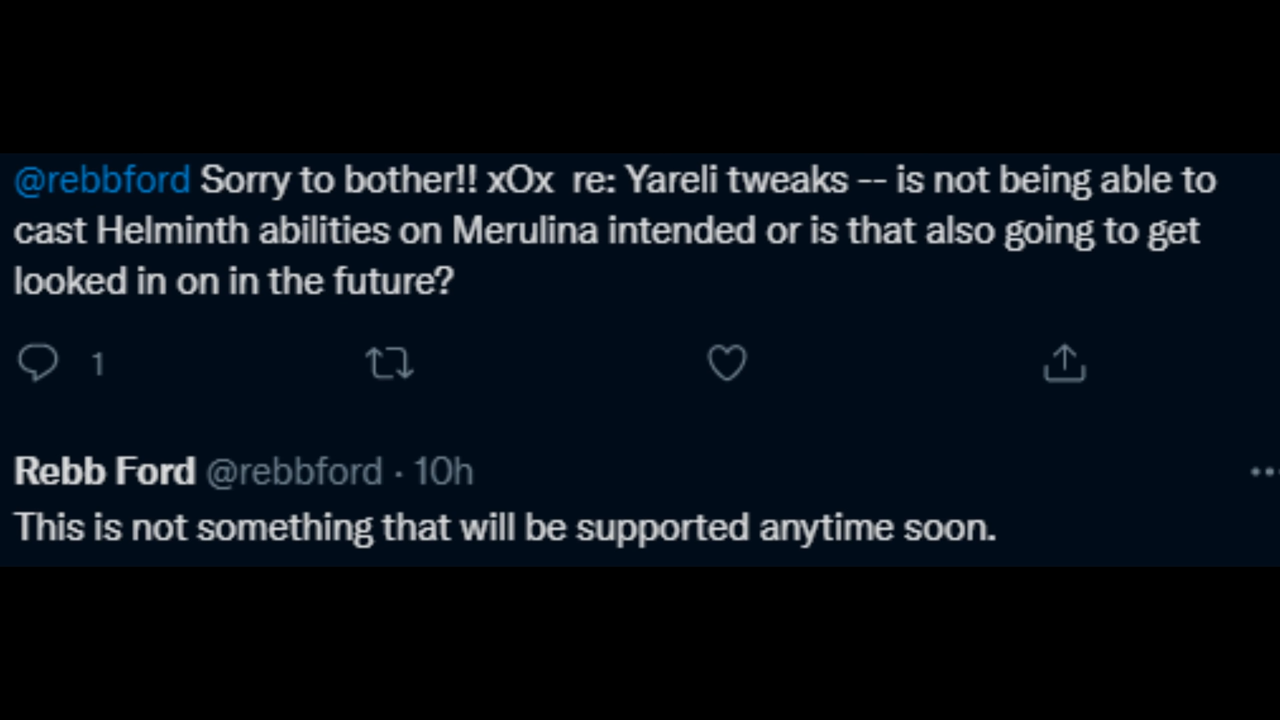 @rebbford Sorry to bother!! xOx  re: Yareli tweaks -- is not being able to
cast Helminth abilities on Merulina intended or is that also going to get
looked in on in the future?
1
Rebb Ford @rebbford · 10h
This is not something that will be supported anytime soon.